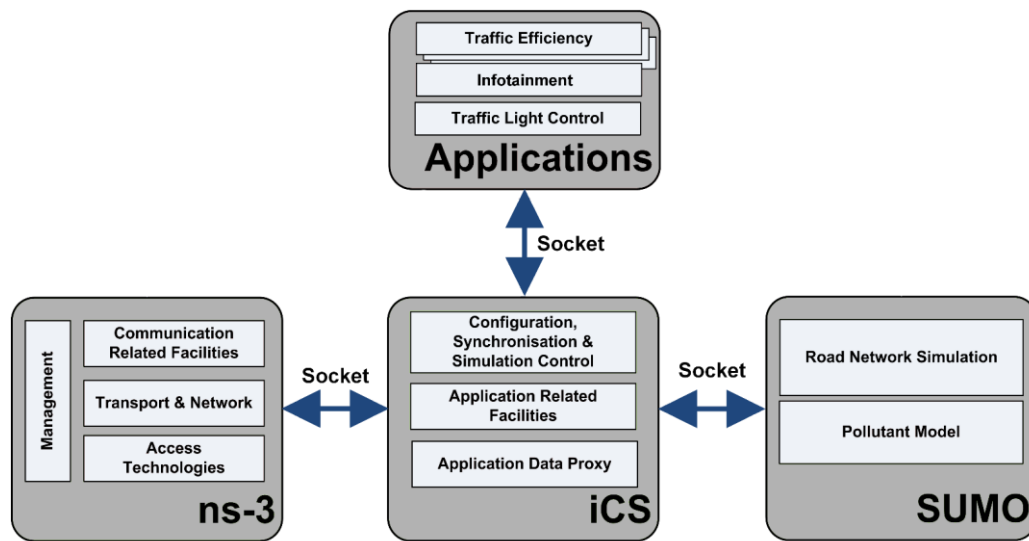 Traffic Efficiency
Infotainment
Traffic Light Control
Applications
Socket
Management
Communication
Related Facilities
Transport & Network
Access
Technologies
ns-3
Socket
Configuration,
Synchronisation &
Simulation Control
Application Related
Facilities
Application Data Proxy
iCS
Socket
Road Network Simulation
Pollutant Model
SUMO